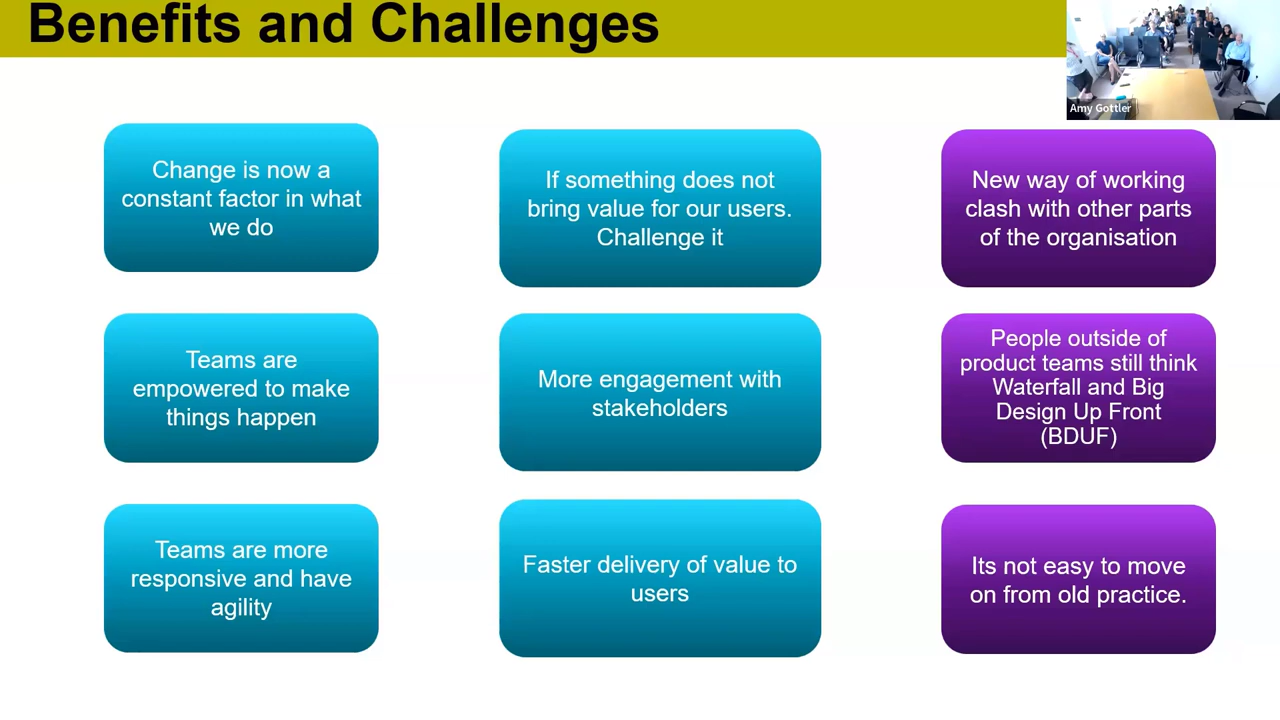 Benefits and Challenges
Amy Gottler
Change is now a
constant factor in what
we do
If something does not
bring value for our users.
Challenge it
New way of working
clash with other parts
of the organisation
Teams are
empowered to make
things happen
More engagement with
stakeholders
People outside of
product teams still think
Waterfall and Big
Design Up Front
(BDUF)
Teams are more
responsive and have
agility
Faster delivery of value to
users
Its not easy to move
on from old practice.